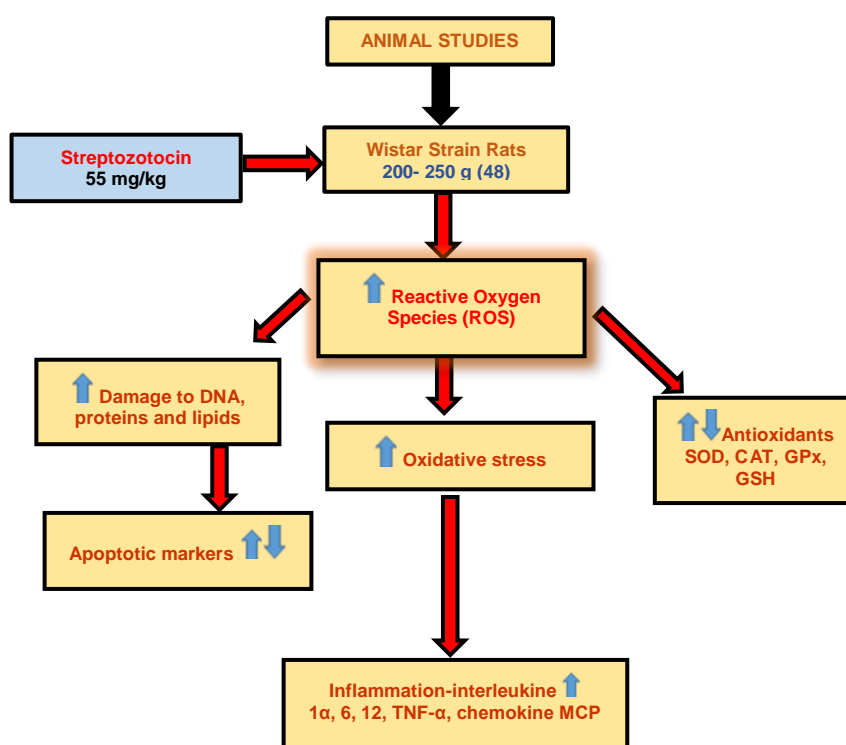 ANIMAL STUDIES
Streptozotocin
55 mg/kg
Wistar Strain Rats
200- 250 g (48)
Reactive Oxygen
Species (ROS)
Damage to DNA,
proteins and lipids
Oxidative stress
Antioxidants
SOD, CAT, GPx,
GSH
Apoptotic markers
Inflammation-interleukine
1α, 6, 12, TNF-α, chemokine MCP